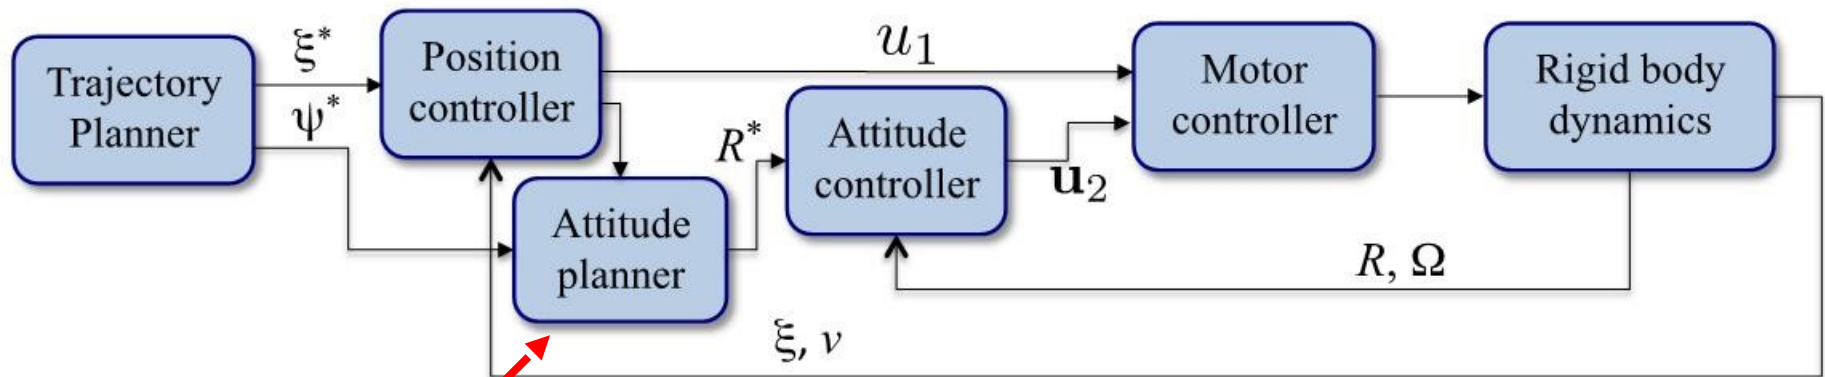 Trajectory
Planner
ξ*
ψ*
Position
controller
u₁
Attitude
planner
R*
Attitude
controller
𝐮₂
Motor
controller
Rigid body
dynamics
R, Ω
ξ, v